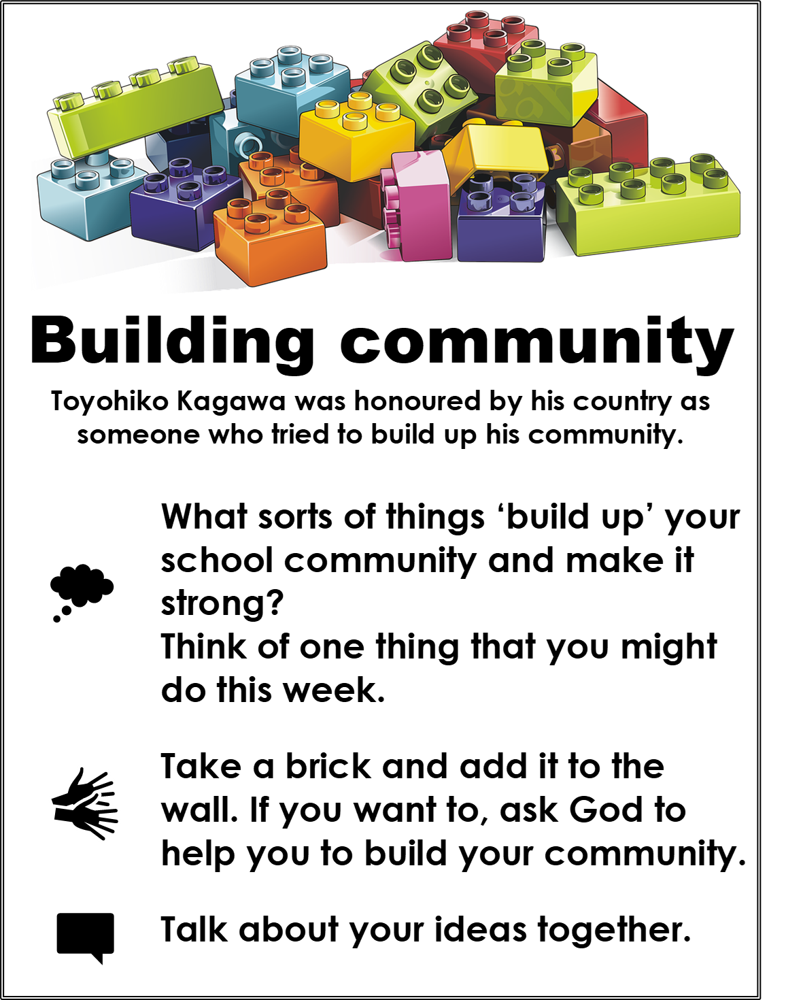 Building community
Toyohiko Kagawa was honoured by his country as
someone who tried to build up his community.
What sorts of things ‘build up’ your
school community and make it
strong?
Think of one thing that you might
do this week.
Take a brick and add it to the
wall. If you want to, ask God to
help you to build your community.
Talk about your ideas together.